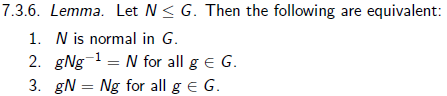 7.3.6. Lemma. Let N ≤ G. Then the following are equivalent:
1. N is normal in G.
2. gNg⁻¹ = N for all g ∈ G.
3. gN = Ng for all g ∈ G.